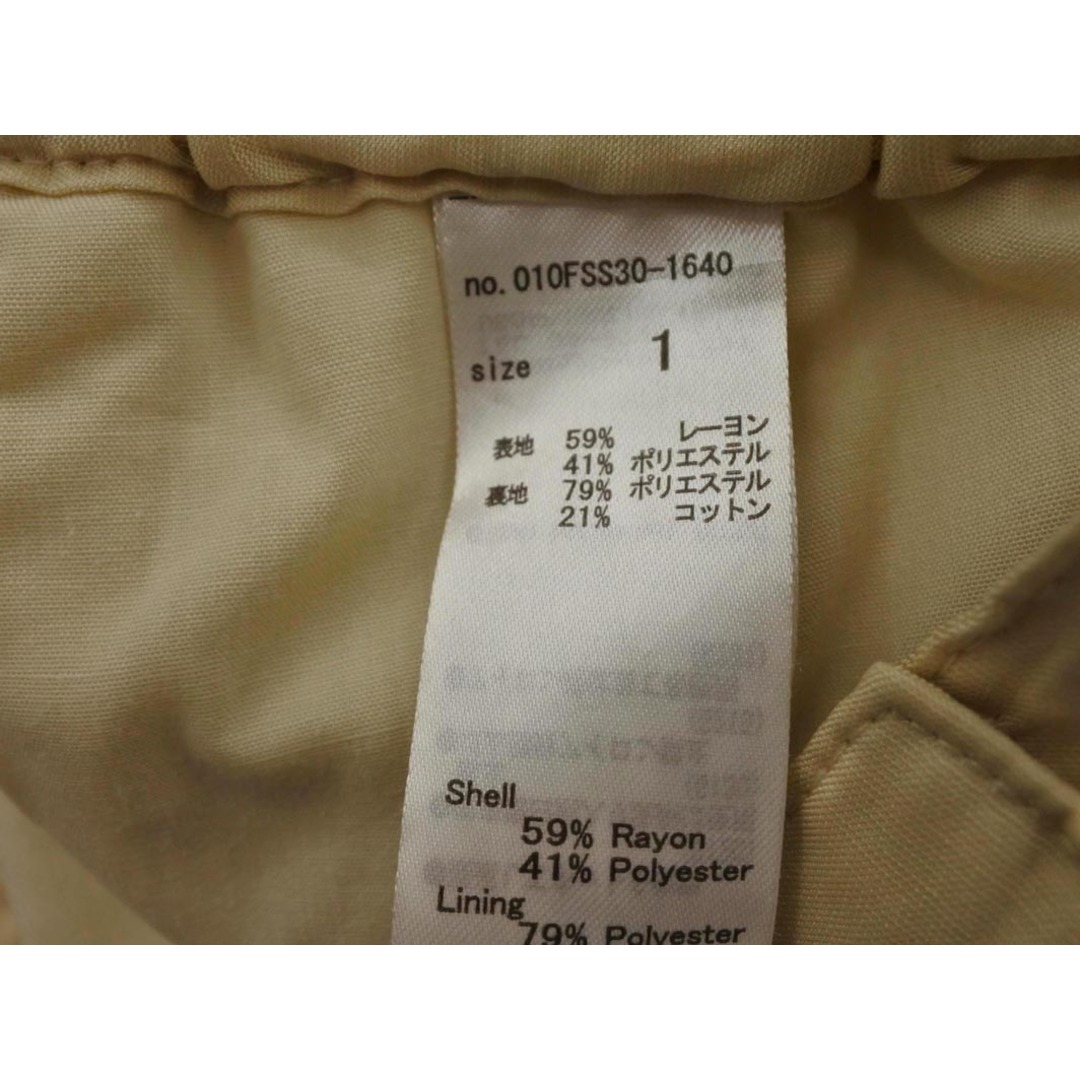 no.010FSS30-1640
size 1
表地 59% レーヨン
41% ポリエステル
裏地 79% ポリエステル
21% コットン
Shell
59% Rayon
41% Polyester
Lining
79% Polyester